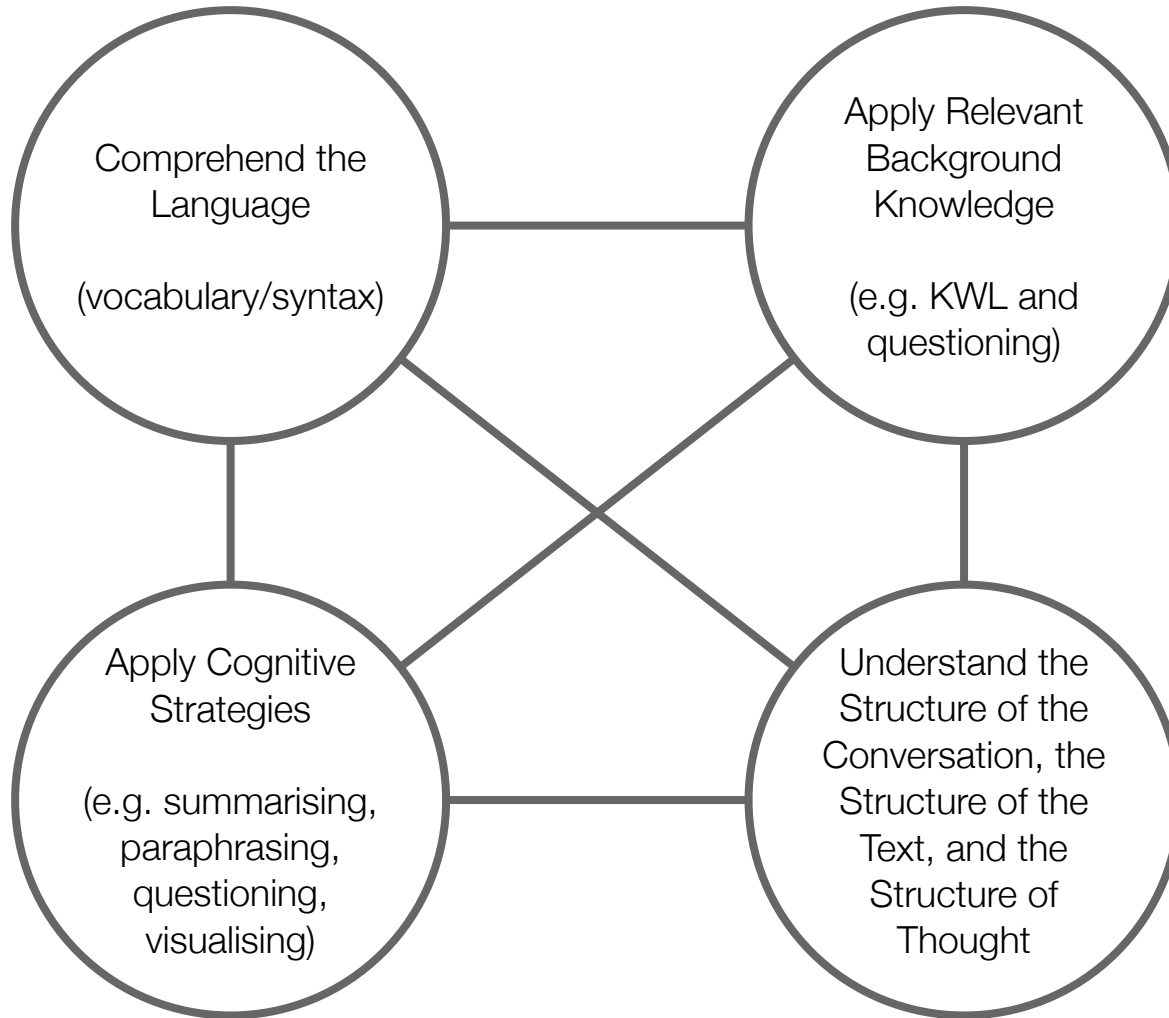 Comprehend the
Language
(vocabulary/syntax)
Apply Relevant
Background
Knowledge
(e.g. KWL and
questioning)
Apply Cognitive
Strategies
(e.g. summarising,
paraphrasing,
questioning,
visualising)
Understand the
Structure of the
Conversation, the
Structure of the
Text, and the
Structure of
Thought